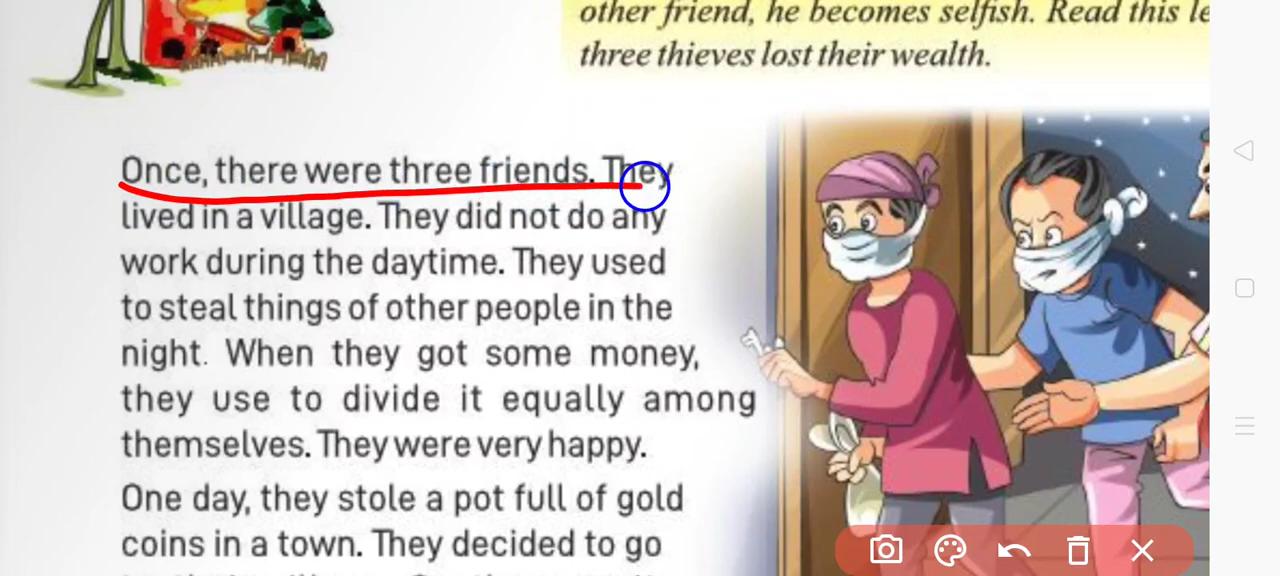 other friend, he becomes selfish. Read this
three thieves lost their wealth.
Once, there were three friends. They
lived in a village. They did not do any
work during the daytime. They used
to steal things of other people in the
night. When they got some money,
they use to divide it equally among
themselves. They were very happy.
One day, they stole a pot full of gold
coins in a town. They decided to go